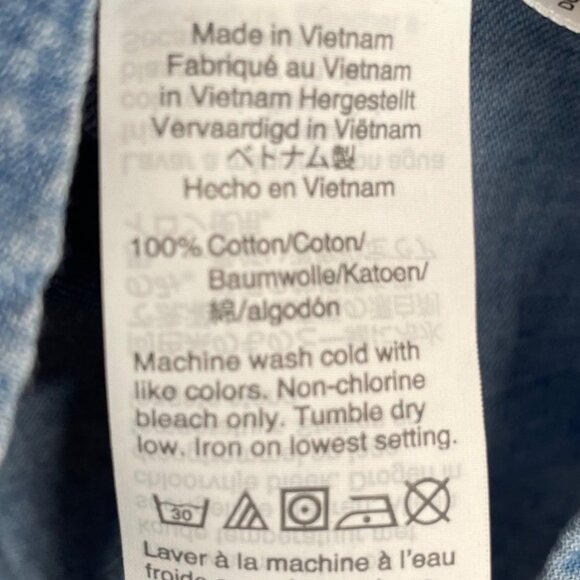 Made in Vietnam
Fabriqué au Vietnam
in Vietnam Hergestellt
Vervaardigd in Viëtnam
ベトナム製
Hecho en Vietnam
100% Cotton/Coton/
Baumwolle/Katoen/
綿/algodón
Machine wash cold with
like colors. Non-chlorine
bleach only. Tumble dry
low. Iron on lowest setting.
30
Laver à la machine à l'eau
froide